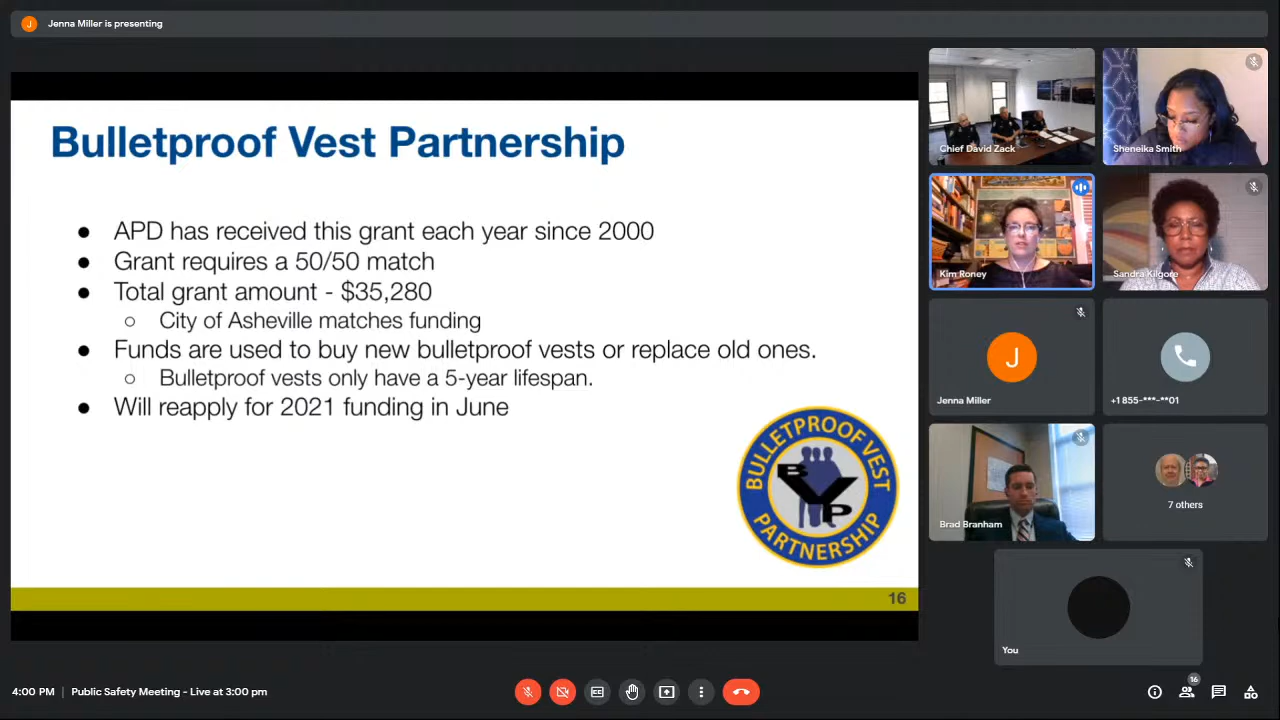 J
Jenna Miller is presenting
Bulletproof Vest Partnership
● APD has received this grant each year since 2000
● Grant requires a 50/50 match
● Total grant amount - $35,280
○ City of Asheville matches funding
● Funds are used to buy new bulletproof vests or replace old ones.
○ Bulletproof vests only have a 5-year lifespan.
● Will reapply for 2021 funding in June
BULLETPROOF VEST
BVP
PARTNERSHIP
16
Chief David Zack
Sheneika Smith
Kim Roney
Sandra Kilgore
J
Jenna Miller
+1 855-***-**01
Brad Branham
7 others
You
4:00 PM | Public Safety Meeting - Live at 3:00 pm
CC
16